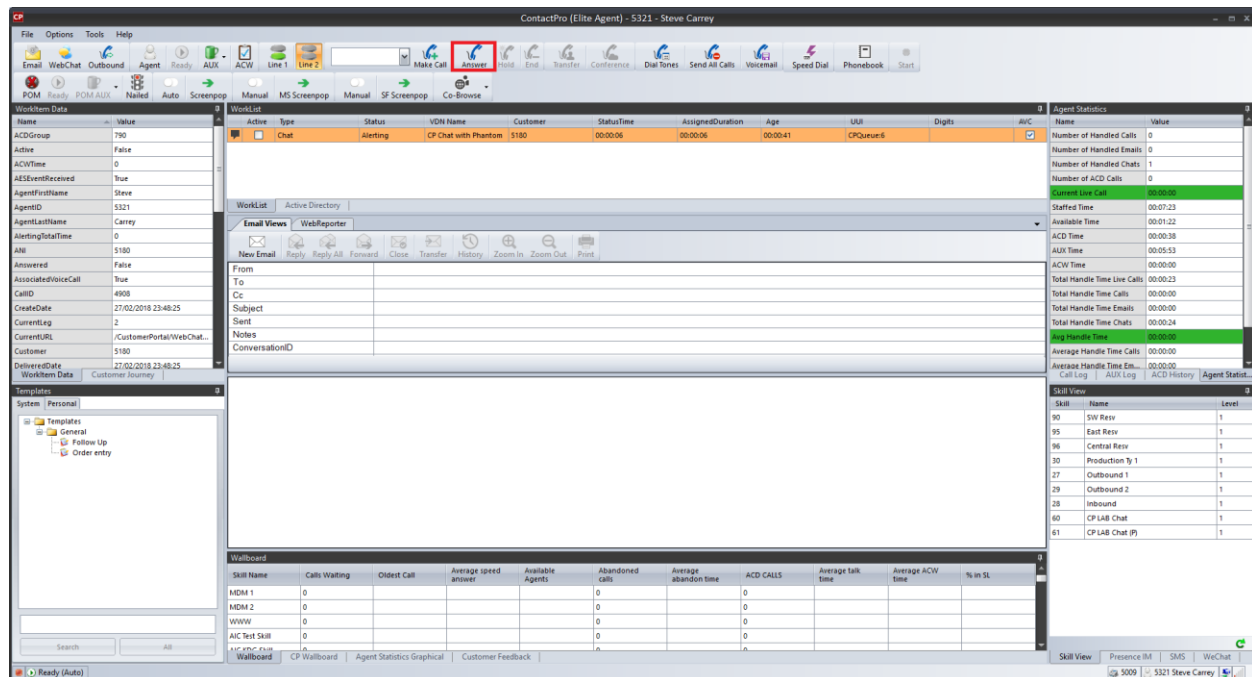 CP ContactPro (Elite Agent) - 5321 - Steve Carrey
File Options Tools Help
Email WebChat Outbound Agent Ready AUX ACW Line 1 Line 2 Make Call Answer Hold End Transfer Conference Dial Tones Send All Calls Voicemail Speed Dial Phonebook Start
POM Ready POM AUX Nailed Auto Screenpop Manual MS Screenpop Manual SF Screenpop Co-Browse
WorkItem Data
Name Value
ACDGroup 790
Active False
ACWTime 0
AESEventReceived True
AgentFirstName Steve
AgentID 5321
AgentLastName Carrey
AlertingTotalTime 0
ANI 5180
Answered False
AssociatedVoiceCall True
CallID 4908
CreateDate 27/02/2018 23:48:25
CurrentLeg 2
CurrentURL /CustomerPortal/WebChat...
Customer 5180
DeliveredDate 27/02/2018 23:48:25
WorkItem Data Customer Journey
Templates
System Personal
Templates
General
Follow Up
Order entry
Search All
WorkList
Active Type Status VDN Name Customer StatusTime AssignedDuration Age UUI Digits AVC
Chat Alerting CP Chat with Phantom 5180 00:00:06 00:00:06 00:00:41 CPQueue:6
WorkList Active Directory
Email Views WebReporter
New Email Reply Reply All Forward Close Transfer History Zoom In Zoom Out Print
From
To
Cc
Subject
Sent
Notes
ConversationID
Wallboard
Skill Name Calls Waiting Oldest Call Average speed answer Available Agents Abandoned calls Average abandon time ACD CALLS Average talk time Average ACW time % in SL
MDM 1 0 0 0
MDM 2 0 0 0
WWW 0 0 0
AIC Test Skill 0 0 0
Wallboard CP Wallboard Agent Statistics Graphical Customer Feedback
Agent Statistics
Name Value
Number of Handled Calls 0
Number of Handled Emails 0
Number of Handled Chats 1
Number of ACD Calls 0
Current Live Call 00:00:00
Staffed Time 00:07:23
Available Time 00:01:22
ACD Time 00:00:38
AUX Time 00:05:53
ACW Time 00:00:00
Total Handle Time Live Calls 00:00:23
Total Handle Time Calls 00:00:00
Total Handle Time Emails 00:00:00
Total Handle Time Chats 00:00:24
Avg Handle Time 00:00:00
Average Handle Time Calls 00:00:00
Average Handle Time Em... 00:00:00
Call Log AUX Log ACD History Agent Statist...
Skill View
Skill Name Level
90 SW Resv 1
95 East Resv 1
96 Central Resv 1
30 Production Ty 1 1
27 Outbound 1 1
29 Outbound 2 1
28 Inbound 1
60 CP LAB Chat 1
61 CP LAB Chat (P) 1
Skill View Presence IM SMS WeChat
Ready (Auto) 5009 5321 Steve Carrey